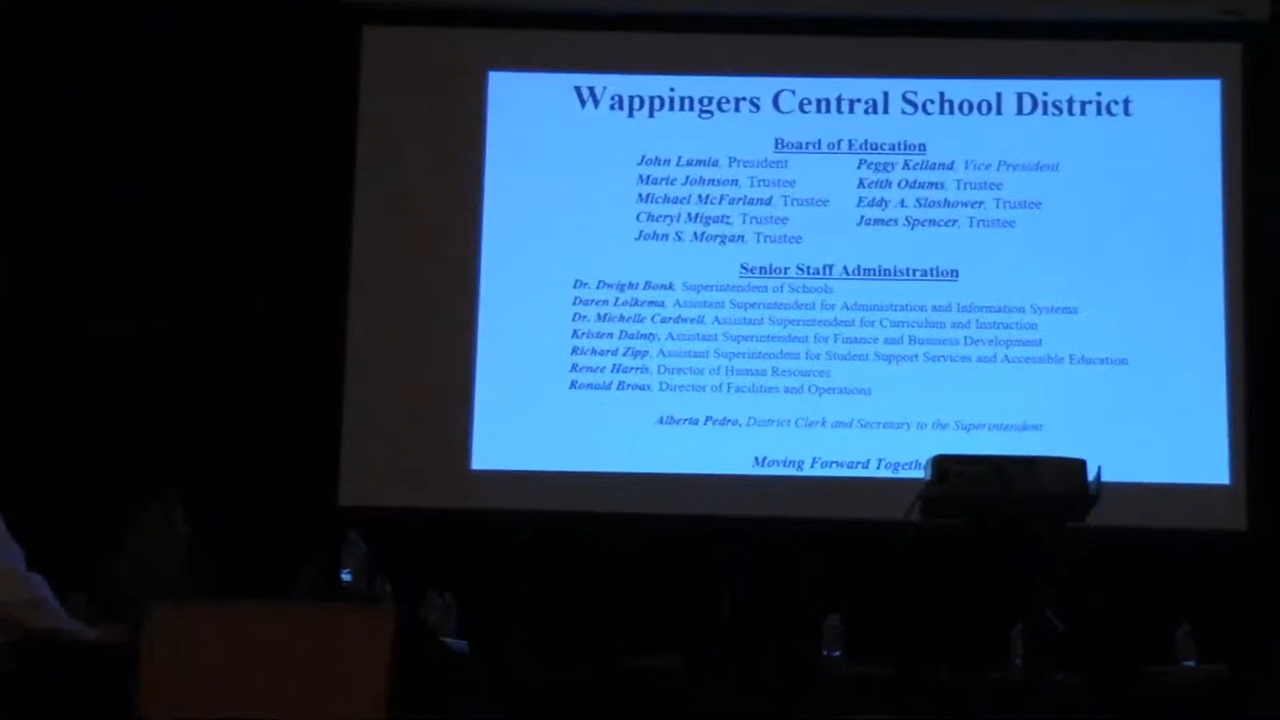 Wappingers Central School District
Board of Education
John Lumia, President Peggy Kelland, Vice President
Marie Johnson, Trustee Keith Odums, Trustee
Michael McFarland, Trustee Eddy A. Sloshower, Trustee
Cheryl Migatz, Trustee James Spencer, Trustee
John S. Morgan, Trustee
Senior Staff Administration
Dr. Dwight Bonk, Superintendent of Schools
Daren Lolkema, Assistant Superintendent for Administration and Information Systems
Dr. Michelle Cardwell, Assistant Superintendent for Curriculum and Instruction
Kristen Dainty, Assistant Superintendent for Finance and Business Development
Richard Zipp, Assistant Superintendent for Student Support Services and Accessible Education
Renee Harris, Director of Human Resources
Ronald Broas, Director of Facilities and Operations
Alberta Pedro, District Clerk and Secretary to the Superintendent
Moving Forward Togeth